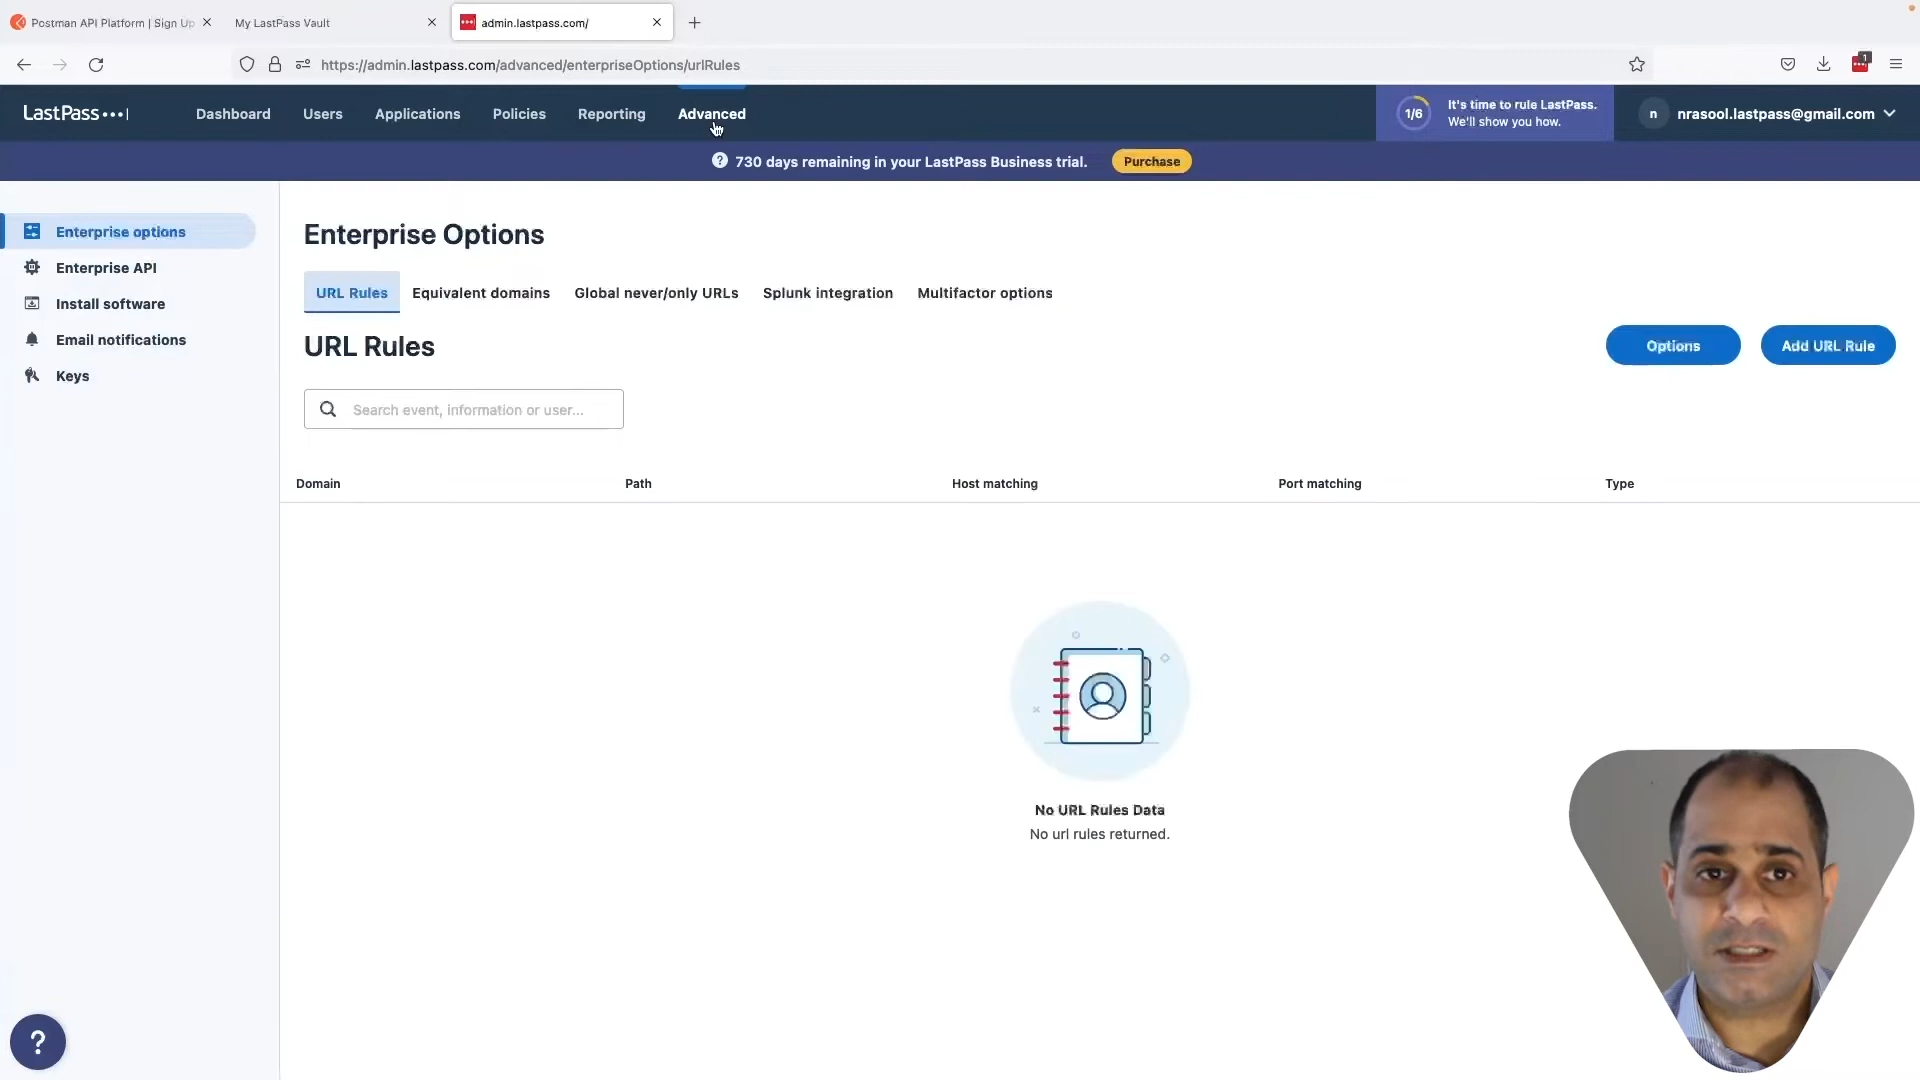 Postman API Platform | Sign Up
My LastPass Vault
admin.lastpass.com/
https://admin.lastpass.com/advanced/enterpriseOptions/urlRules
1
LastPass•••|
Dashboard
Users
Applications
Policies
Reporting
Advanced
1/6
It's time to rule LastPass.
We'll show you how.
n
nrasool.lastpass@gmail.com
? 730 days remaining in your LastPass Business trial.
Purchase
Enterprise options
Enterprise API
Install software
Email notifications
Keys
Enterprise Options
URL Rules
Equivalent domains
Global never/only URLs
Splunk integration
Multifactor options
URL Rules
Options
Add URL Rule
Search event, information or user...
Domain
Path
Host matching
Port matching
Type
No URL Rules Data
No url rules returned.
?